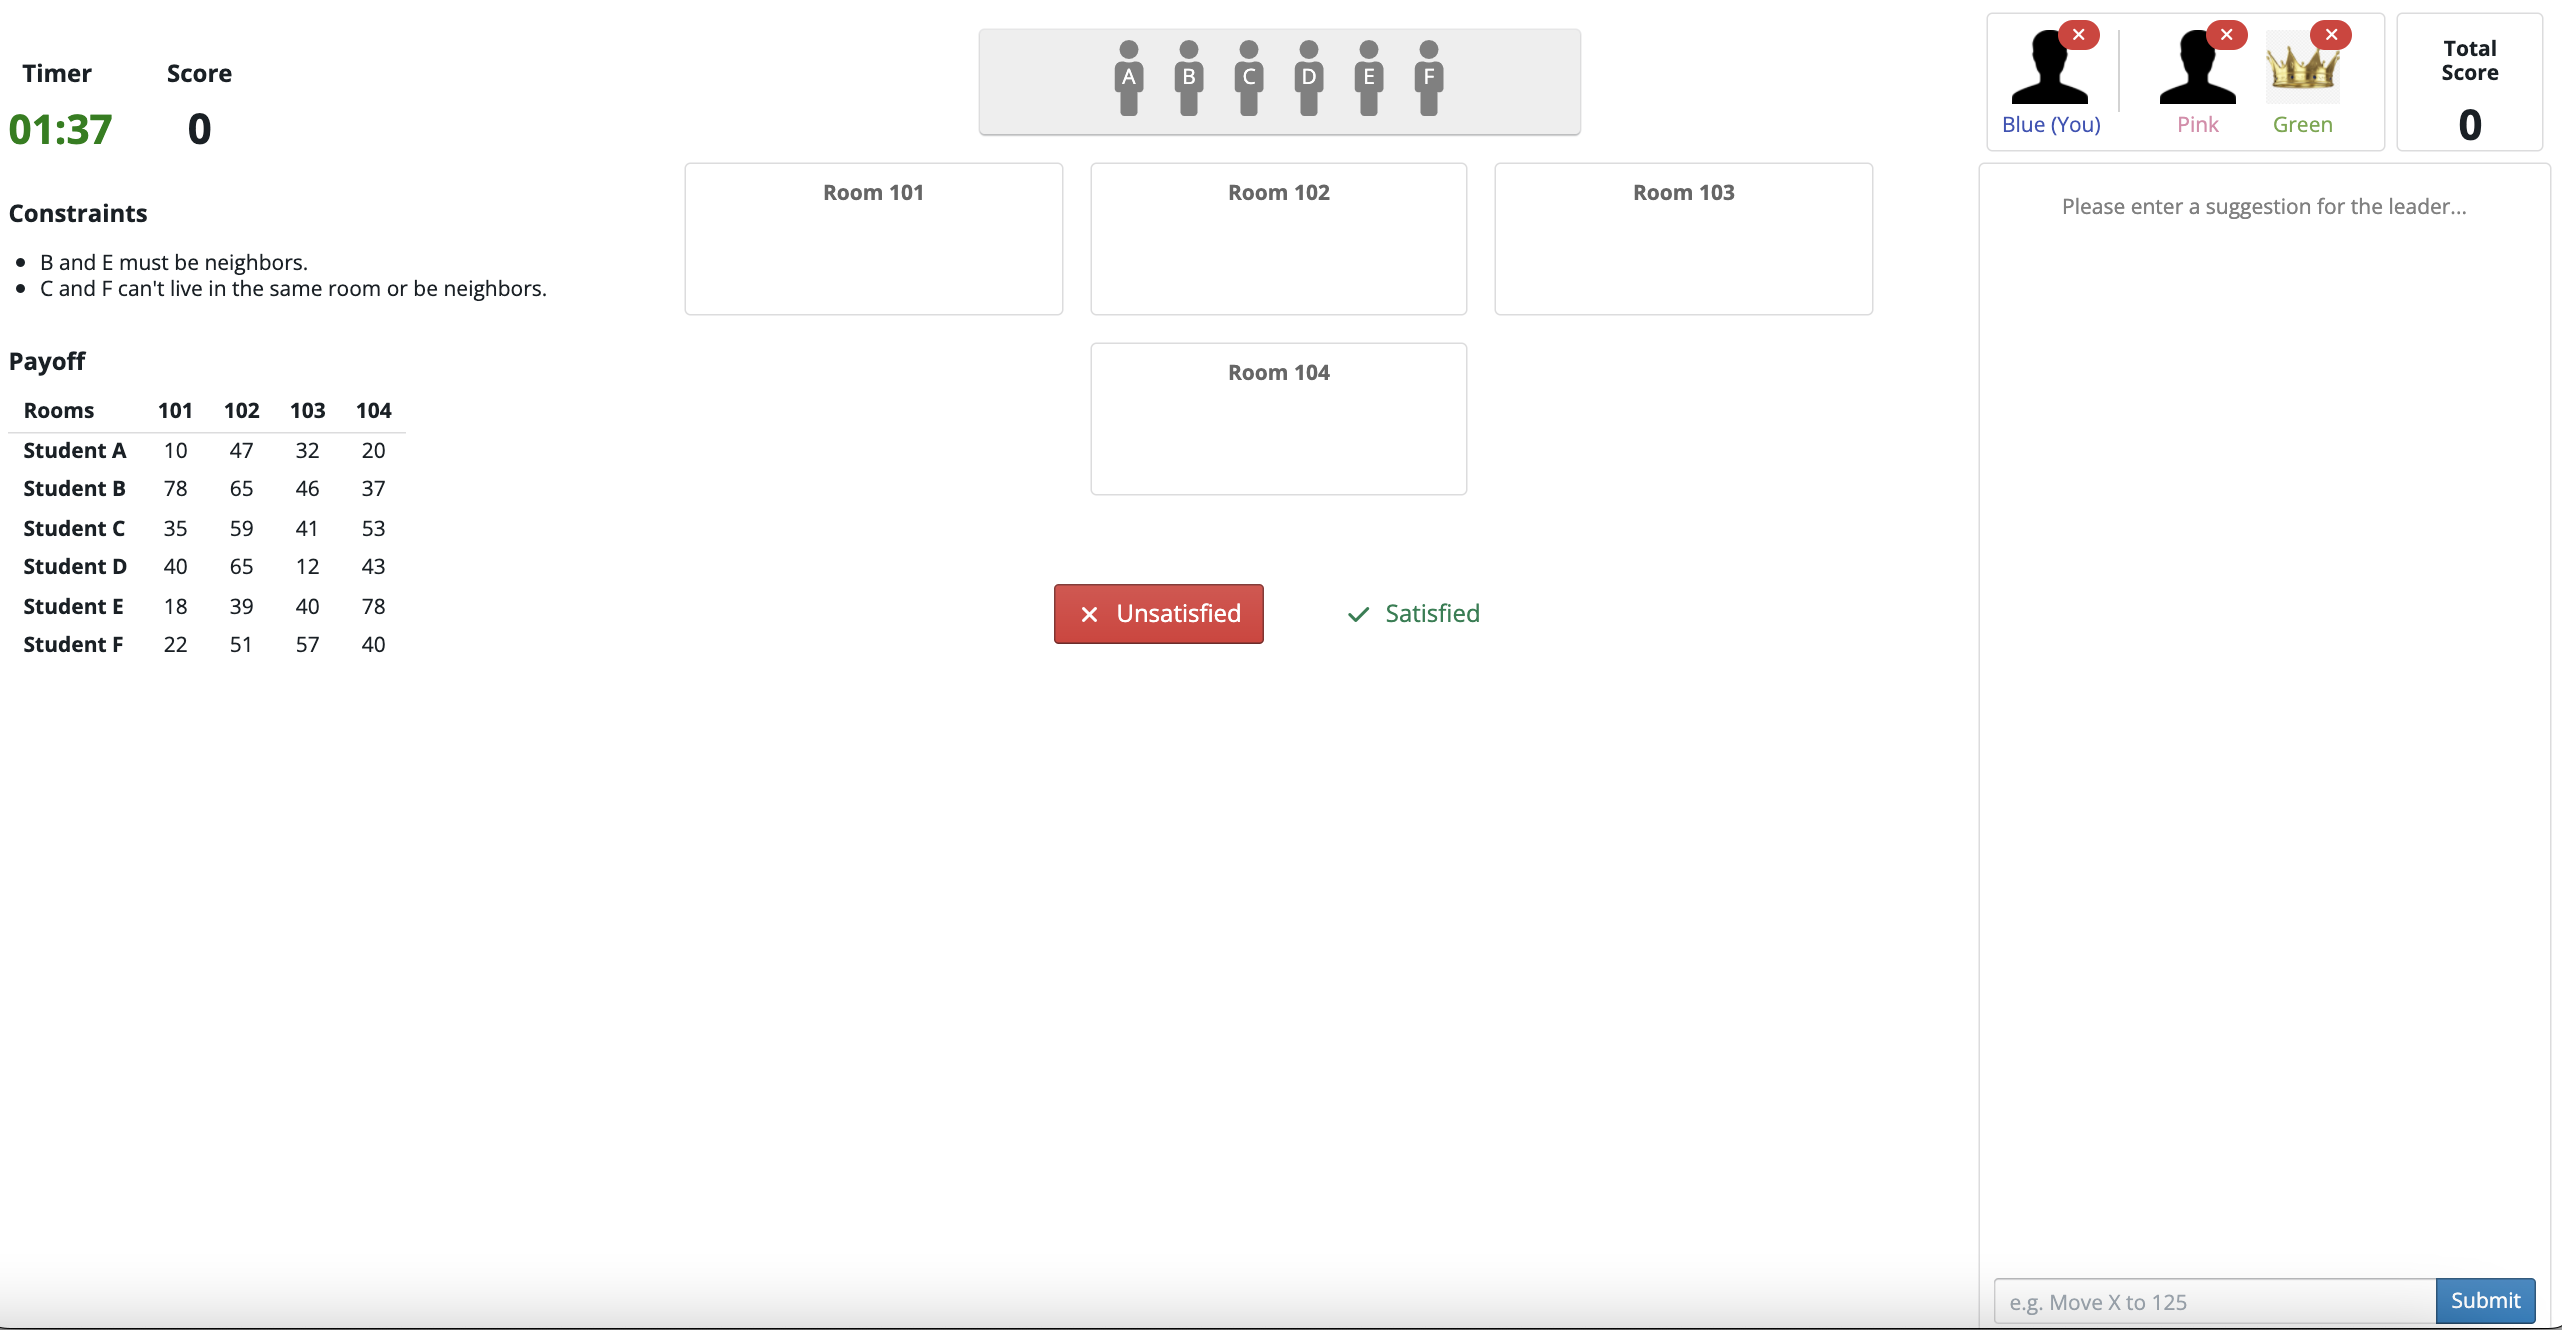 Timer Score
01:37 0
Constraints
B and E must be neighbors.
C and F can't live in the same room or be neighbors.
Payoff
Rooms 101 102 103 104
Student A 10 47 32 20
Student B 78 65 46 37
Student C 35 59 41 53
Student D 40 65 12 43
Student E 18 39 40 78
Student F 22 51 57 40
A B C D E F
Room 101 Room 102 Room 103
Room 104
Unsatisfied Satisfied
Blue (You) Pink Green
Total
Score
0
Please enter a suggestion for the leader...
e.g. Move X to 125 Submit